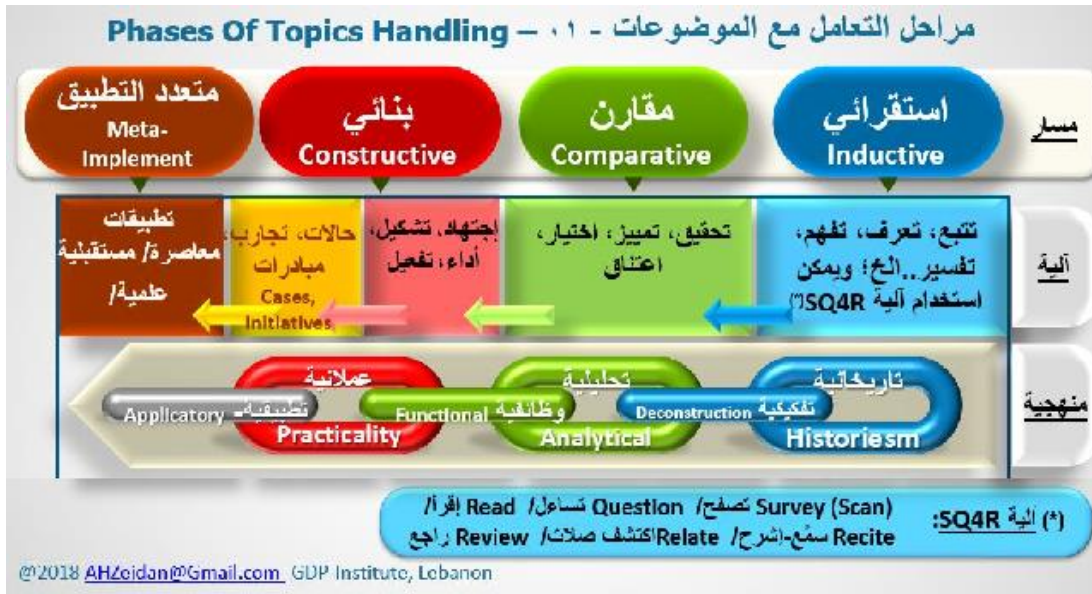 مراحل التعامل مع الموضوعات - ٠١ – Phases Of Topics Handling
مسار
استقرائي
Inductive
مقارن
Comparative
بنائي
Constructive
متعدد التطبيق
Meta-
Implement
آلية
تتبع، تعرف، تفهم،
تفسير..الخ؛ ويمكن
استخدام آلية SQ4R(*)
تحقيق، تمييز، اختيار،
اعتناق
إجتهاد، تشكيل،
أداء، تفعيل
حالات، تجارب،
مبادرات
Cases,
Initiatives
تطبيقات
معاصرة/ مستقبلية
علمية/
منهجية
تاريخانية
تفكيكية Deconstruction
Historiesm
تحليلية
وظائفية Functional
Analytical
عملانية
تطبيقية- Applicatory
Practicality
(*) آلية SQ4R:
Survey (Scan) تصفح/ Question تساءل/ Read إقرأ/
Recite سمّع-إشرح/ Relate اكتشف صلات/ Review راجع
@2018 AHZeidan@Gmail.com GDP Institute, Lebanon